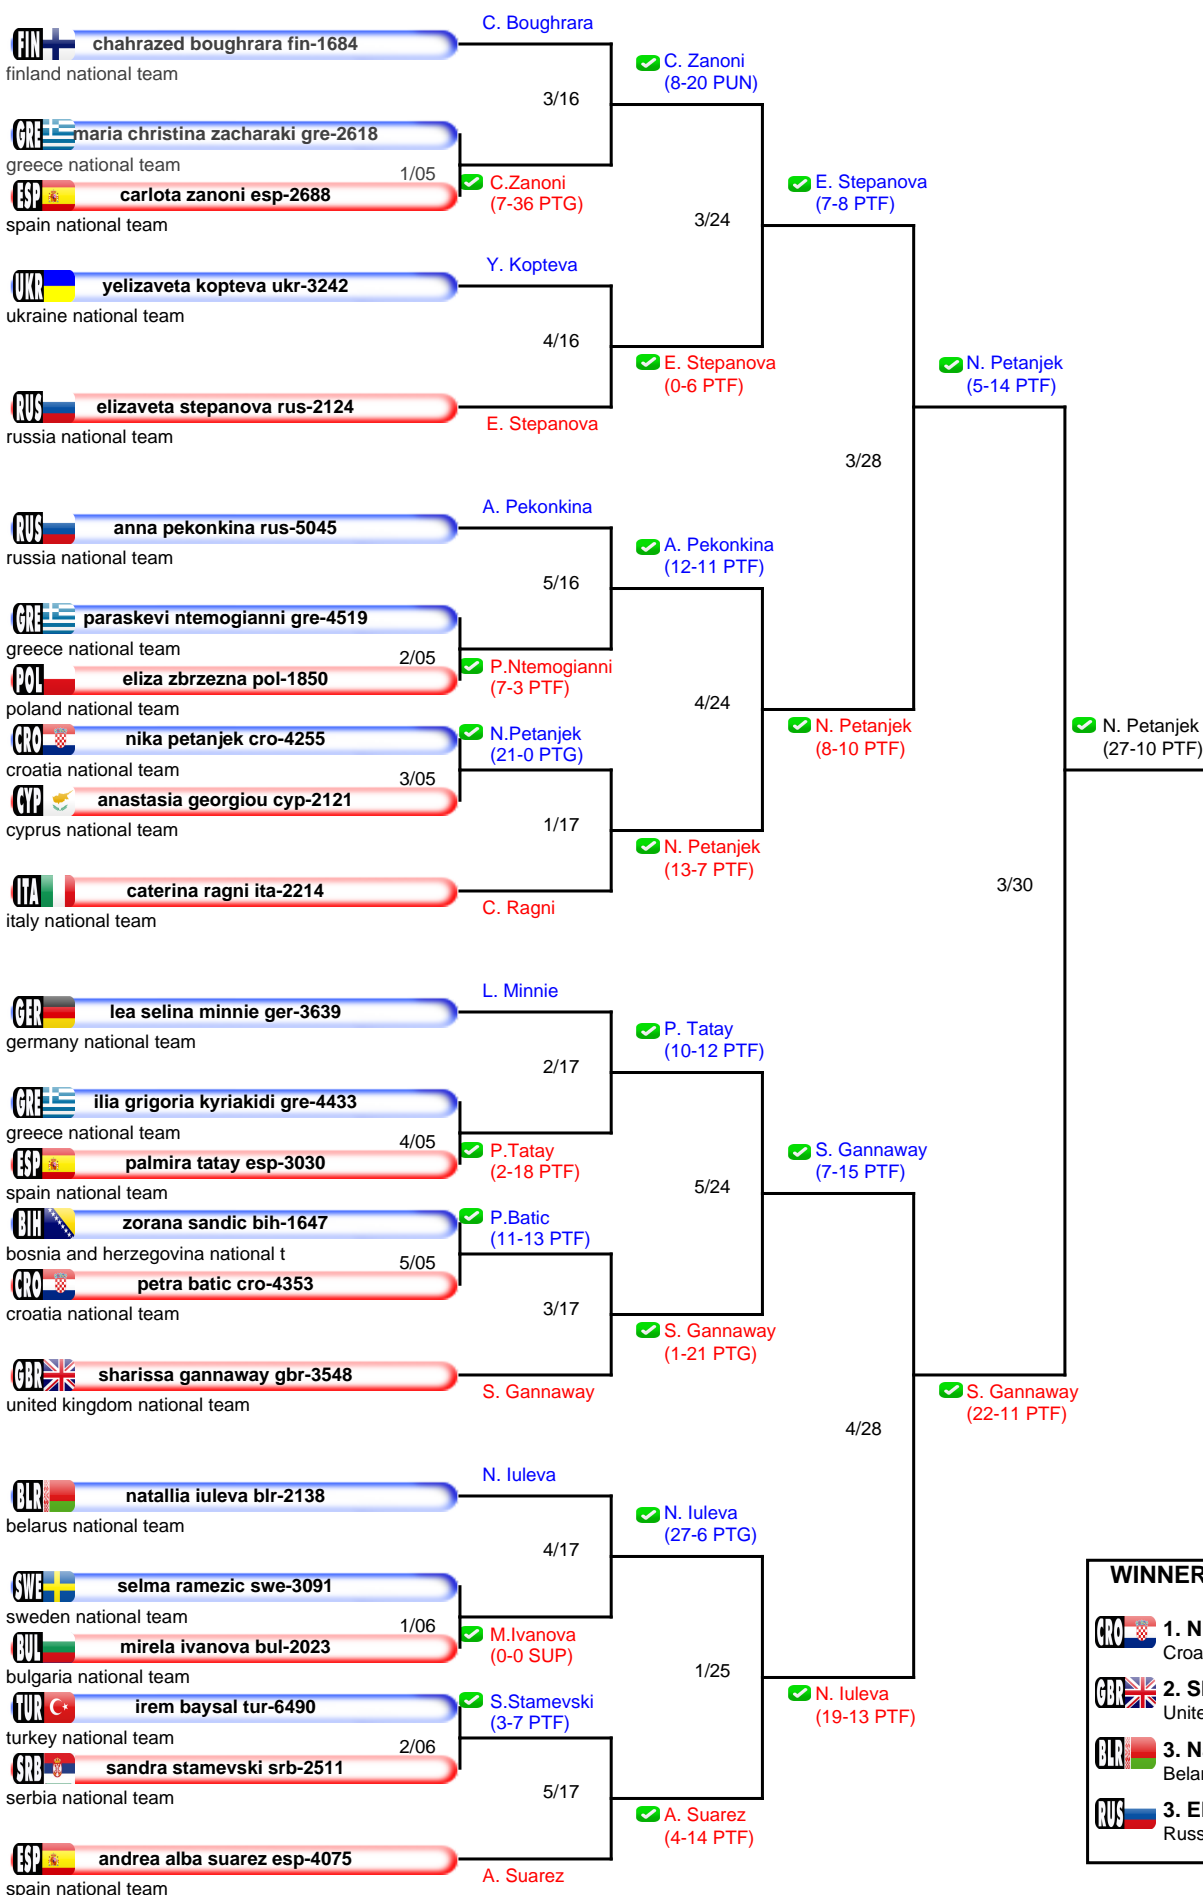 C. Boughrara
FIN chahrazed boughrara fin-1684
finland national team
C. Zanoni
(8-20 PUN)
3/16
GRE maria christina zacharaki gre-2618
greece national team
1/05
ESP carlota zanoni esp-2688
spain national team
C.Zanoni
(7-36 PTG)
E. Stepanova
(7-8 PTF)
3/24
Y. Kopteva
UKR yelizaveta kopteva ukr-3242
ukraine national team
4/16
E. Stepanova
(0-6 PTF)
N. Petanjek
(5-14 PTF)
RUS elizaveta stepanova rus-2124
russia national team
E. Stepanova
3/28
A. Pekonkina
RUS anna pekonkina rus-5045
russia national team
A. Pekonkina
(12-11 PTF)
5/16
GRE paraskevi ntemogianni gre-4519
greece national team
2/05
POL eliza zbrzezna pol-1850
poland national team
P.Ntemogianni
(7-3 PTF)
4/24
CRO nika petanjek cro-4255
croatia national team
N.Petanjek
(21-0 PTG)
N. Petanjek
(8-10 PTF)
N. Petanjek
(27-10 PTF)
3/05
CYP anastasia georgiou cyp-2121
cyprus national team
1/17
N. Petanjek
(13-7 PTF)
ITA caterina ragni ita-2214
italy national team
C. Ragni
3/30
L. Minnie
GER lea selina minnie ger-3639
germany national team
P. Tatay
(10-12 PTF)
2/17
GRE ilia grigoria kyriakidi gre-4433
greece national team
4/05
ESP palmira tatay esp-3030
spain national team
P.Tatay
(2-18 PTF)
S. Gannaway
(7-15 PTF)
5/24
BIH zorana sandic bih-1647
bosnia and herzegovina national t
P.Batic
(11-13 PTF)
5/05
CRO petra batic cro-4353
croatia national team
3/17
S. Gannaway
(1-21 PTG)
GBR sharissa gannaway gbr-3548
united kingdom national team
S. Gannaway
S. Gannaway
(22-11 PTF)
4/28
N. Iuleva
BLR natallia iuleva blr-2138
belarus national team
N. Iuleva
(27-6 PTG)
4/17
SWE selma ramezic swe-3091
sweden national team
1/06
BUL mirela ivanova bul-2023
bulgaria national team
M.Ivanova
(0-0 SUP)
1/25
TUR irem baysal tur-6490
turkey national team
S.Stamevski
(3-7 PTF)
N. Iuleva
(19-13 PTF)
2/06
SRB sandra stamevski srb-2511
serbia national team
5/17
A. Suarez
(4-14 PTF)
ESP andrea alba suarez esp-4075
spain national team
A. Suarez
WINNER
CRO 1. N
Croa
GBR 2. S
Unite
BLR 3. N
Belar
RUS 3. El
Russ